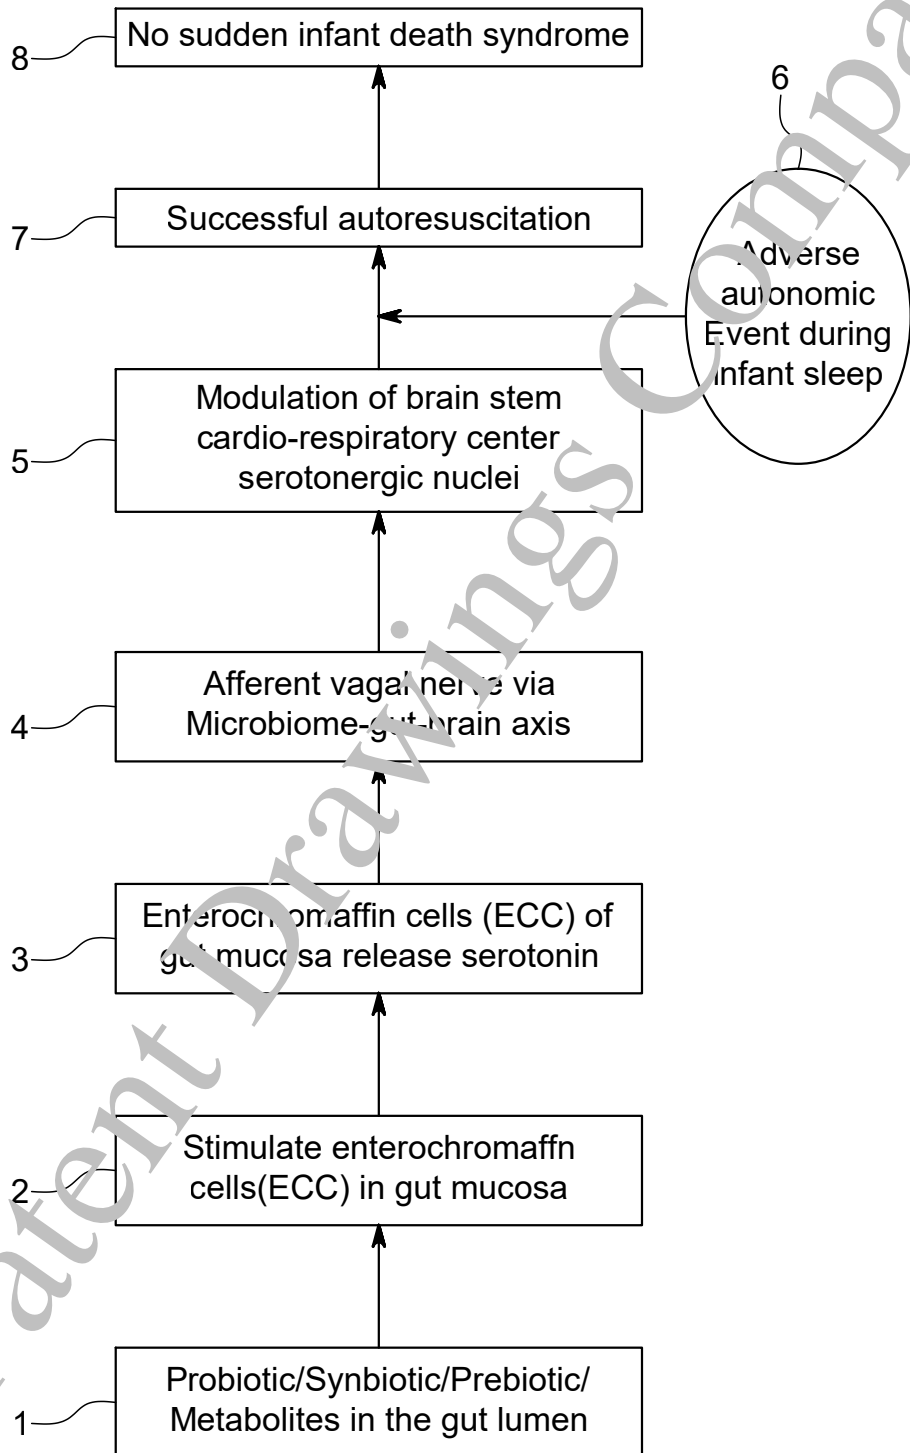 No sudden infant death syndrome
8
6
Successful autoresuscitation
7
Adverse
autonomic
Event during
infant sleep
Modulation of brain stem
cardio-respiratory center
serotonergic nuclei
5
Afferent vagal nerve via
Microbiome-gut-brain axis
4
Enterochromaffin cells (ECC) of
gut mucosa release serotonin
3
Stimulate enterochromaffn
cells(ECC) in gut mucosa
2
Probiotic/Synbiotic/Prebiotic/
Metabolites in the gut lumen
1
Patent Drawings Compa